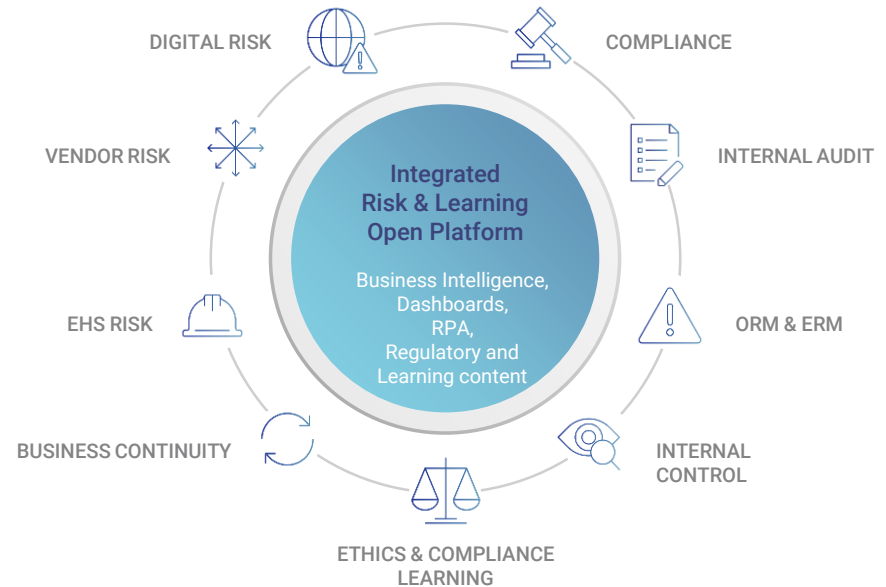 DIGITAL RISK
COMPLIANCE
VENDOR RISK
INTERNAL AUDIT
Integrated
Risk & Learning
Open Platform
Business Intelligence,
Dashboards,
RPA,
Regulatory and
Learning content
EHS RISK
ORM & ERM
BUSINESS CONTINUITY
INTERNAL
CONTROL
ETHICS & COMPLIANCE
LEARNING